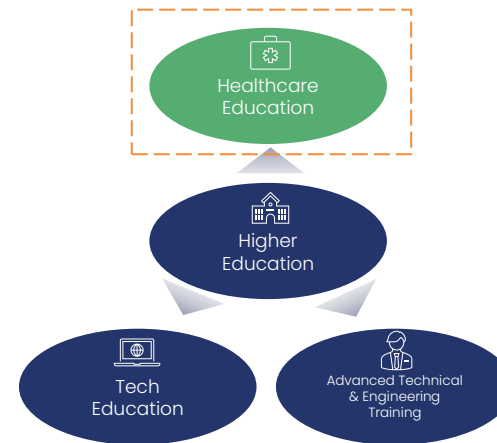 Healthcare
Education
Higher
Education
Tech
Education
Advanced Technical
& Engineering
Training